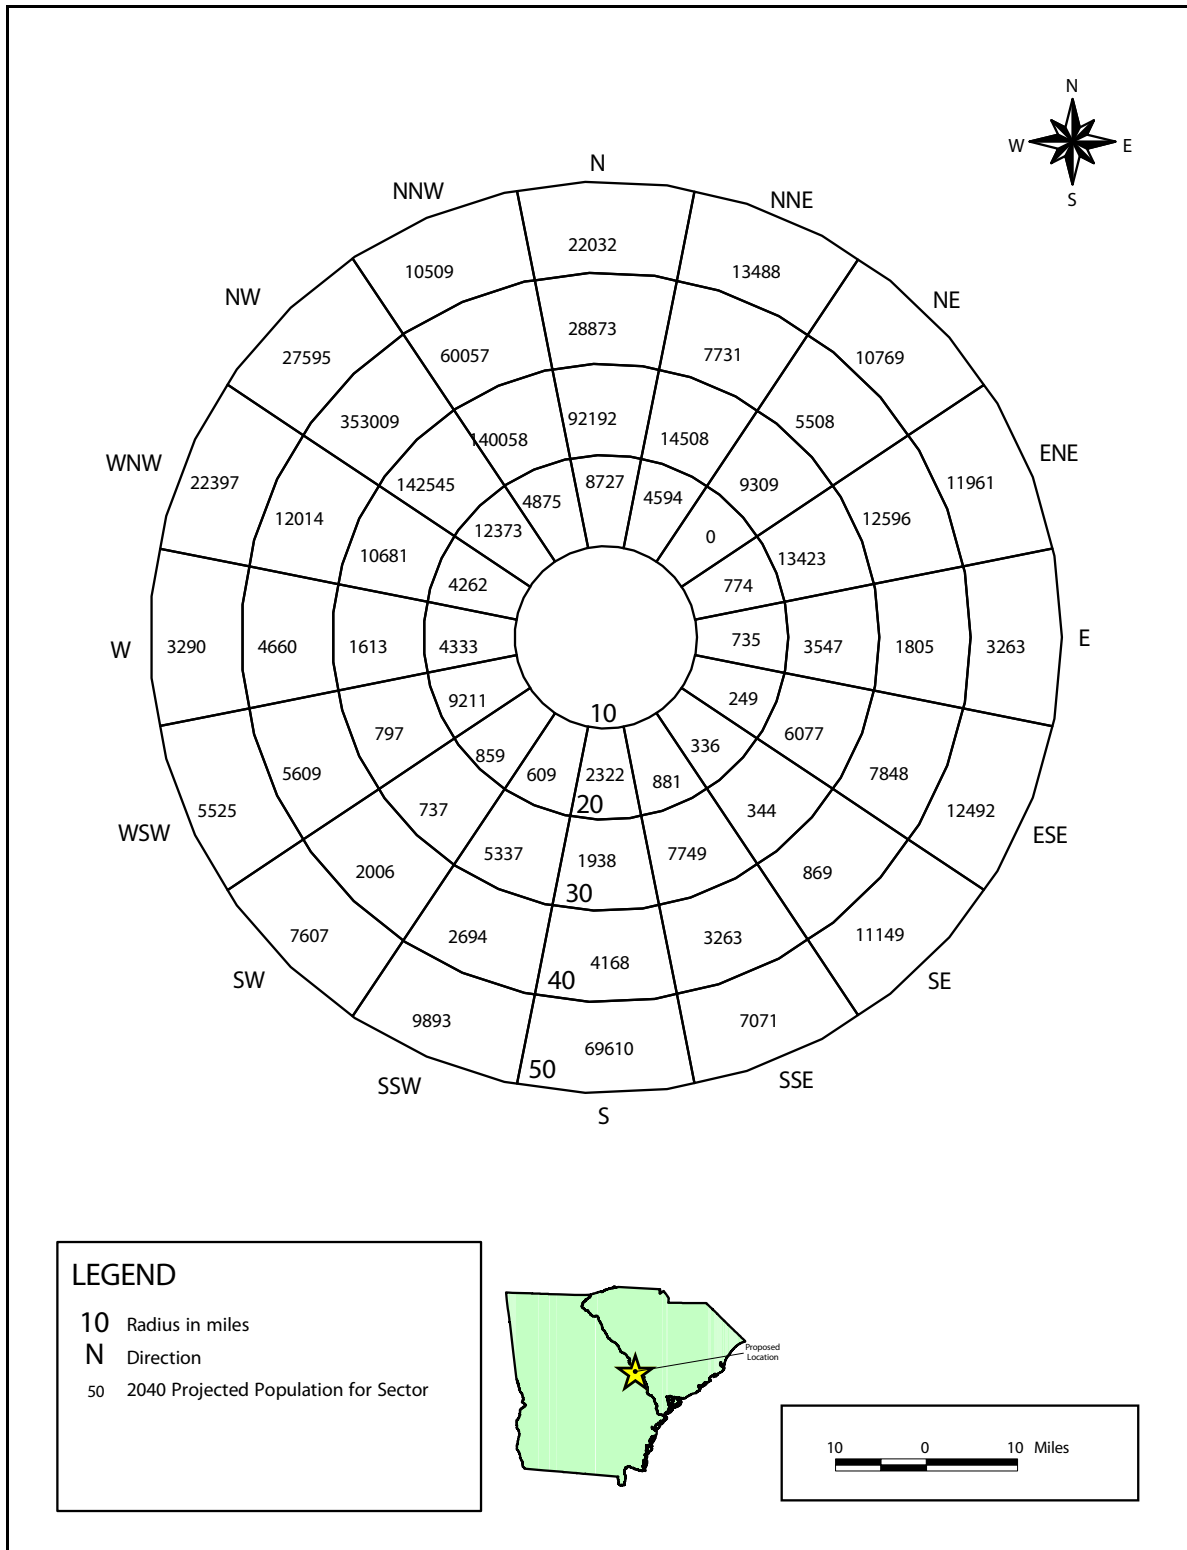 N
W E
S
N
NNW
NNE
22032
10509
13488
NW
NE
28873
27595
60057
7731
10769
353009
92192
5508
140058
14508
WNW
ENE
22397
142545
8727
9309
11961
4875
4594
12014
12373
0
12596
10681
13423
4262
774
W
3290
4660
1613
4333
735
3547
1805
3263
E
9211
249
10
797
6077
336
859
5609
609
2322
881
7848
20
5525
737
344
12492
WSW
ESE
5337
1938
7749
2006
869
30
7607
2694
3263
11149
4168
SW
40
SE
9893
7071
69610
50
SSW
SSE
S
LEGEND
10 Radius in miles
N Direction
50 2040 Projected Population for Sector
Proposed
Location
10 0 10 Miles